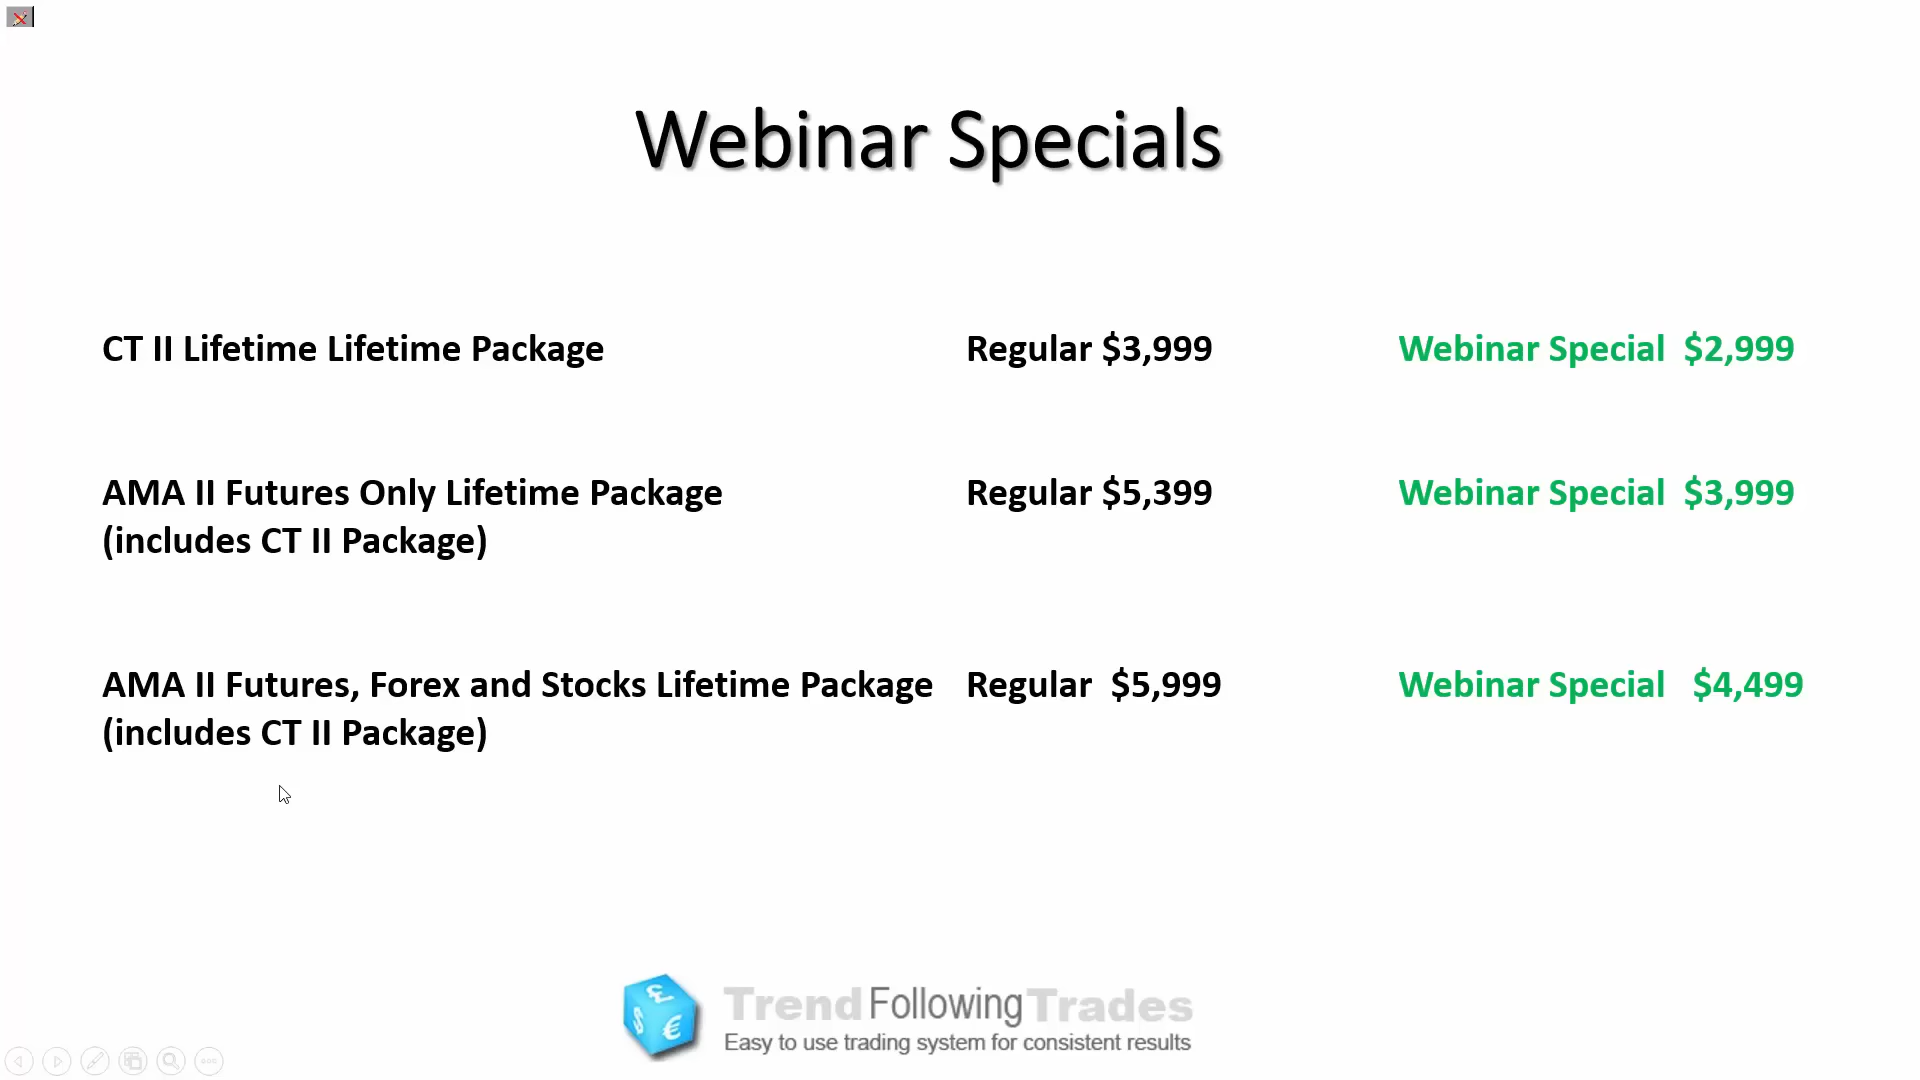 Webinar Specials
CT II Lifetime Lifetime Package Regular $3,999 Webinar Special $2,999
AMA II Futures Only Lifetime Package Regular $5,399 Webinar Special $3,999
(includes CT II Package)
AMA II Futures, Forex and Stocks Lifetime Package Regular $5,999 Webinar Special $4,499
(includes CT II Package)
£ $ €
TrendFollowingTrades
Easy to use trading system for consistent results